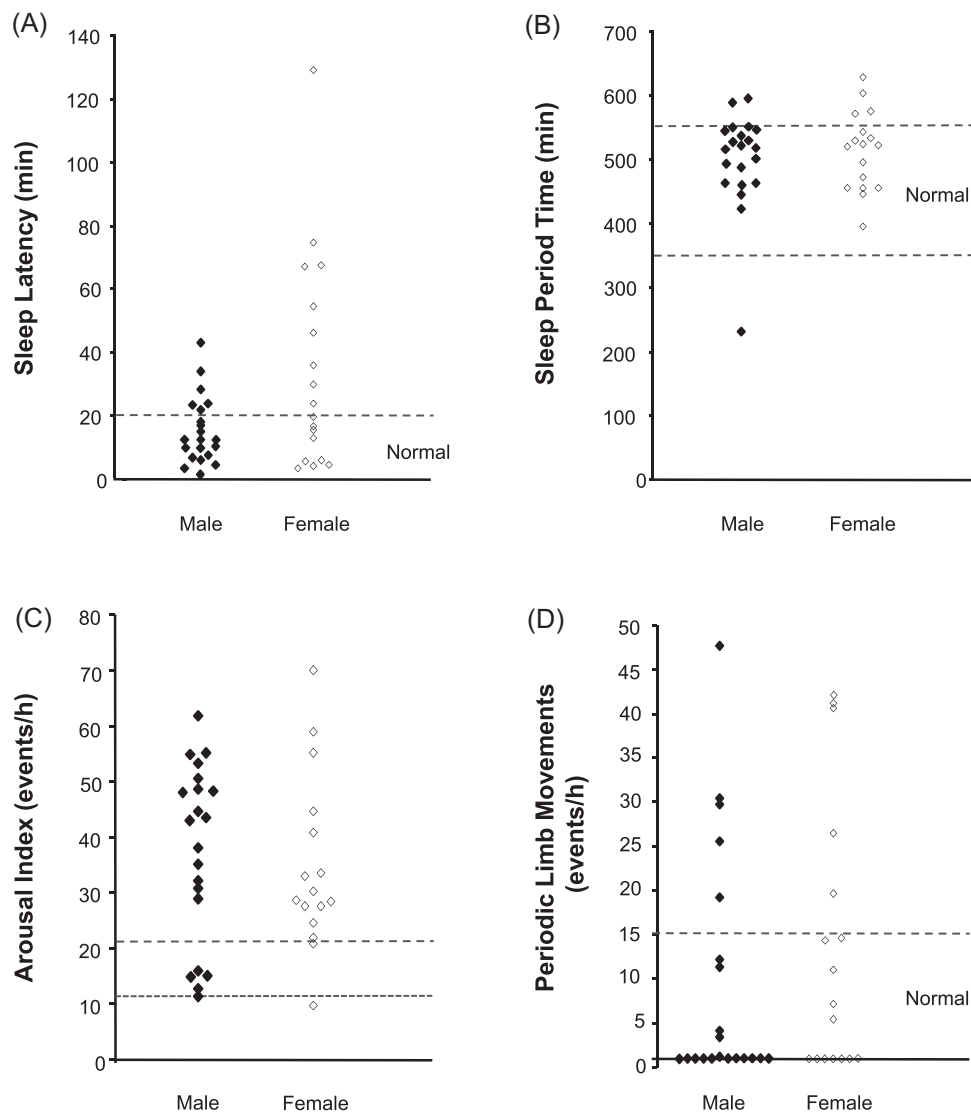 (A)
Sleep Latency (min)
140
120
100
80
60
40
20
0
Normal
Male Female
(B)
Sleep Period Time (min)
700
600
500
400
300
200
100
0
Normal
Male Female
(C)
Arousal Index (events/h)
80
70
60
50
40
30
20
10
0
Male Female
(D)
Periodic Limb Movements
(events/h)
50
45
40
35
30
25
20
15
10
5
0
Normal
Male Female